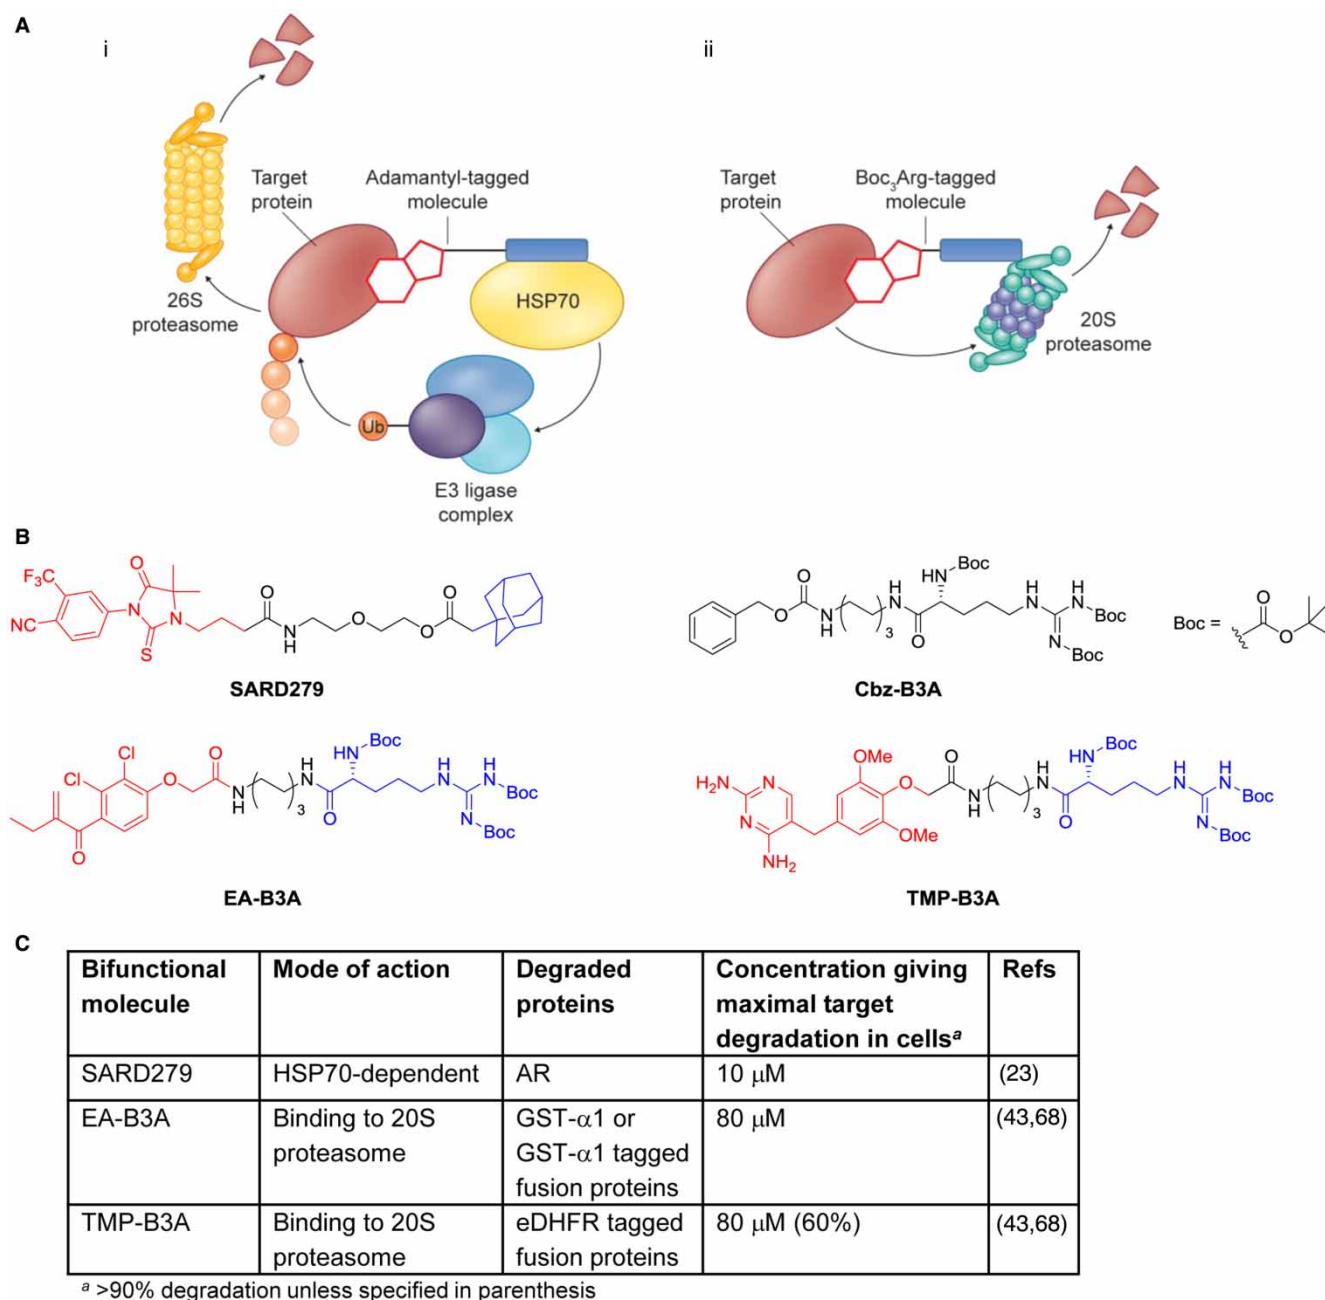 A
i
ii
Target
protein
Adamantyl-tagged
molecule
26S
proteasome
HSP70
Ub
E3 ligase
complex
Target
protein
Boc₃Arg-tagged
molecule
20S
proteasome
B
F₃C
NC
O
N
N
S
O
N
H
O
O
O
SARD279
O
O
N
H
3
H
N
O
HN
Boc
H
N
HN
Boc
N
Boc
Cbz-B3A
Boc =
O
O
Cl
Cl
O
O
O
N
H
3
H
N
O
HN
Boc
H
N
HN
Boc
N
Boc
EA-B3A
H₂N
N
N
NH₂
OMe
O
OMe
O
N
H
3
H
N
O
HN
Boc
H
N
HN
Boc
N
Boc
TMP-B3A
C
Bifunctional molecule | Mode of action | Degraded proteins | Concentration giving maximal target degradation in cellsᵃ | Refs
SARD279 | HSP70-dependent | AR | 10 μM | (23)
EA-B3A | Binding to 20S proteasome | GST-α1 or GST-α1 tagged fusion proteins | 80 μM | (43,68)
TMP-B3A | Binding to 20S proteasome | eDHFR tagged fusion proteins | 80 μM (60%) | (43,68)
ᵃ >90% degradation unless specified in parenthesis